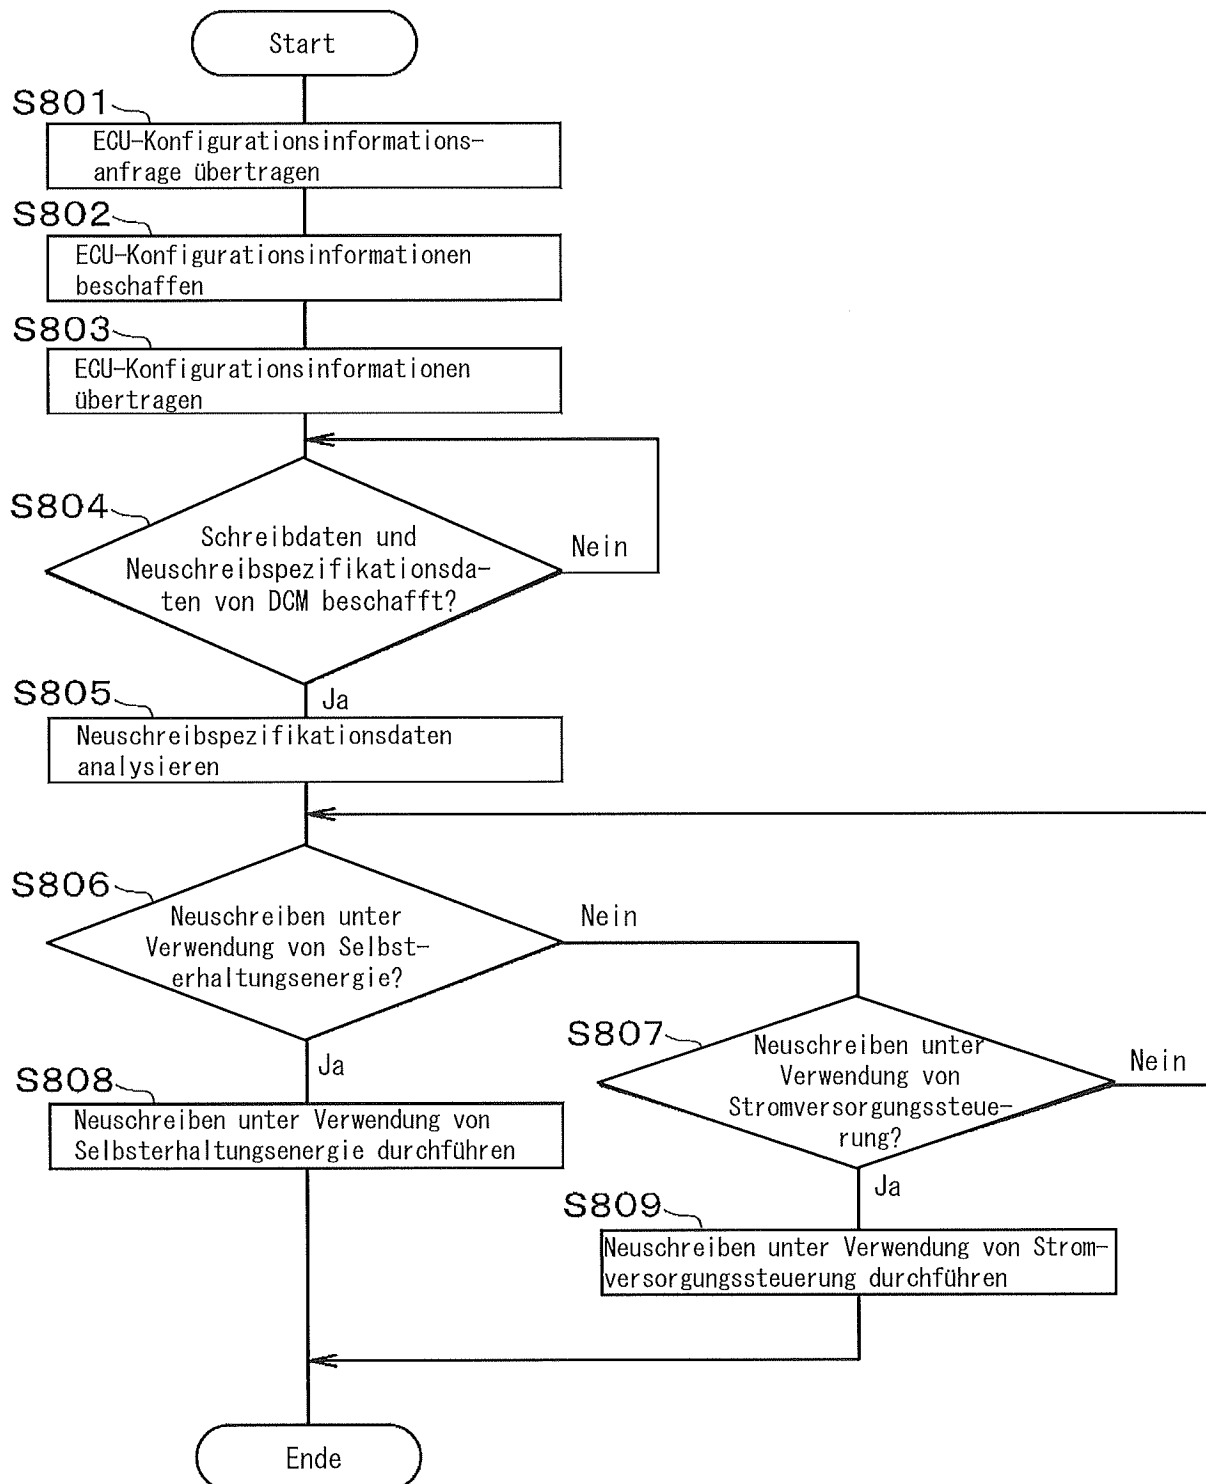 Start
S801
ECU-Konfigurationsinformations-
anfrage übertragen
S802
ECU-Konfigurationsinformationen
beschaffen
S803
ECU-Konfigurationsinformationen
übertragen
S804
Schreibdaten und
Neuschreibspezifikationsda-
ten von DCM beschafft?
Nein
Ja
S805
Neuschreibspezifikationsdaten
analysieren
S806
Neuschreiben unter
Verwendung von Selbst-
erhaltungsenergie?
Nein
Ja
S807
Neuschreiben unter
Verwendung von
Stromversorgungssteue-
rung?
Nein
Ja
S808
Neuschreiben unter Verwendung von
Selbsterhaltungsenergie durchführen
S809
Neuschreiben unter Verwendung von Strom-
versorgungssteuerung durchführen
Ende